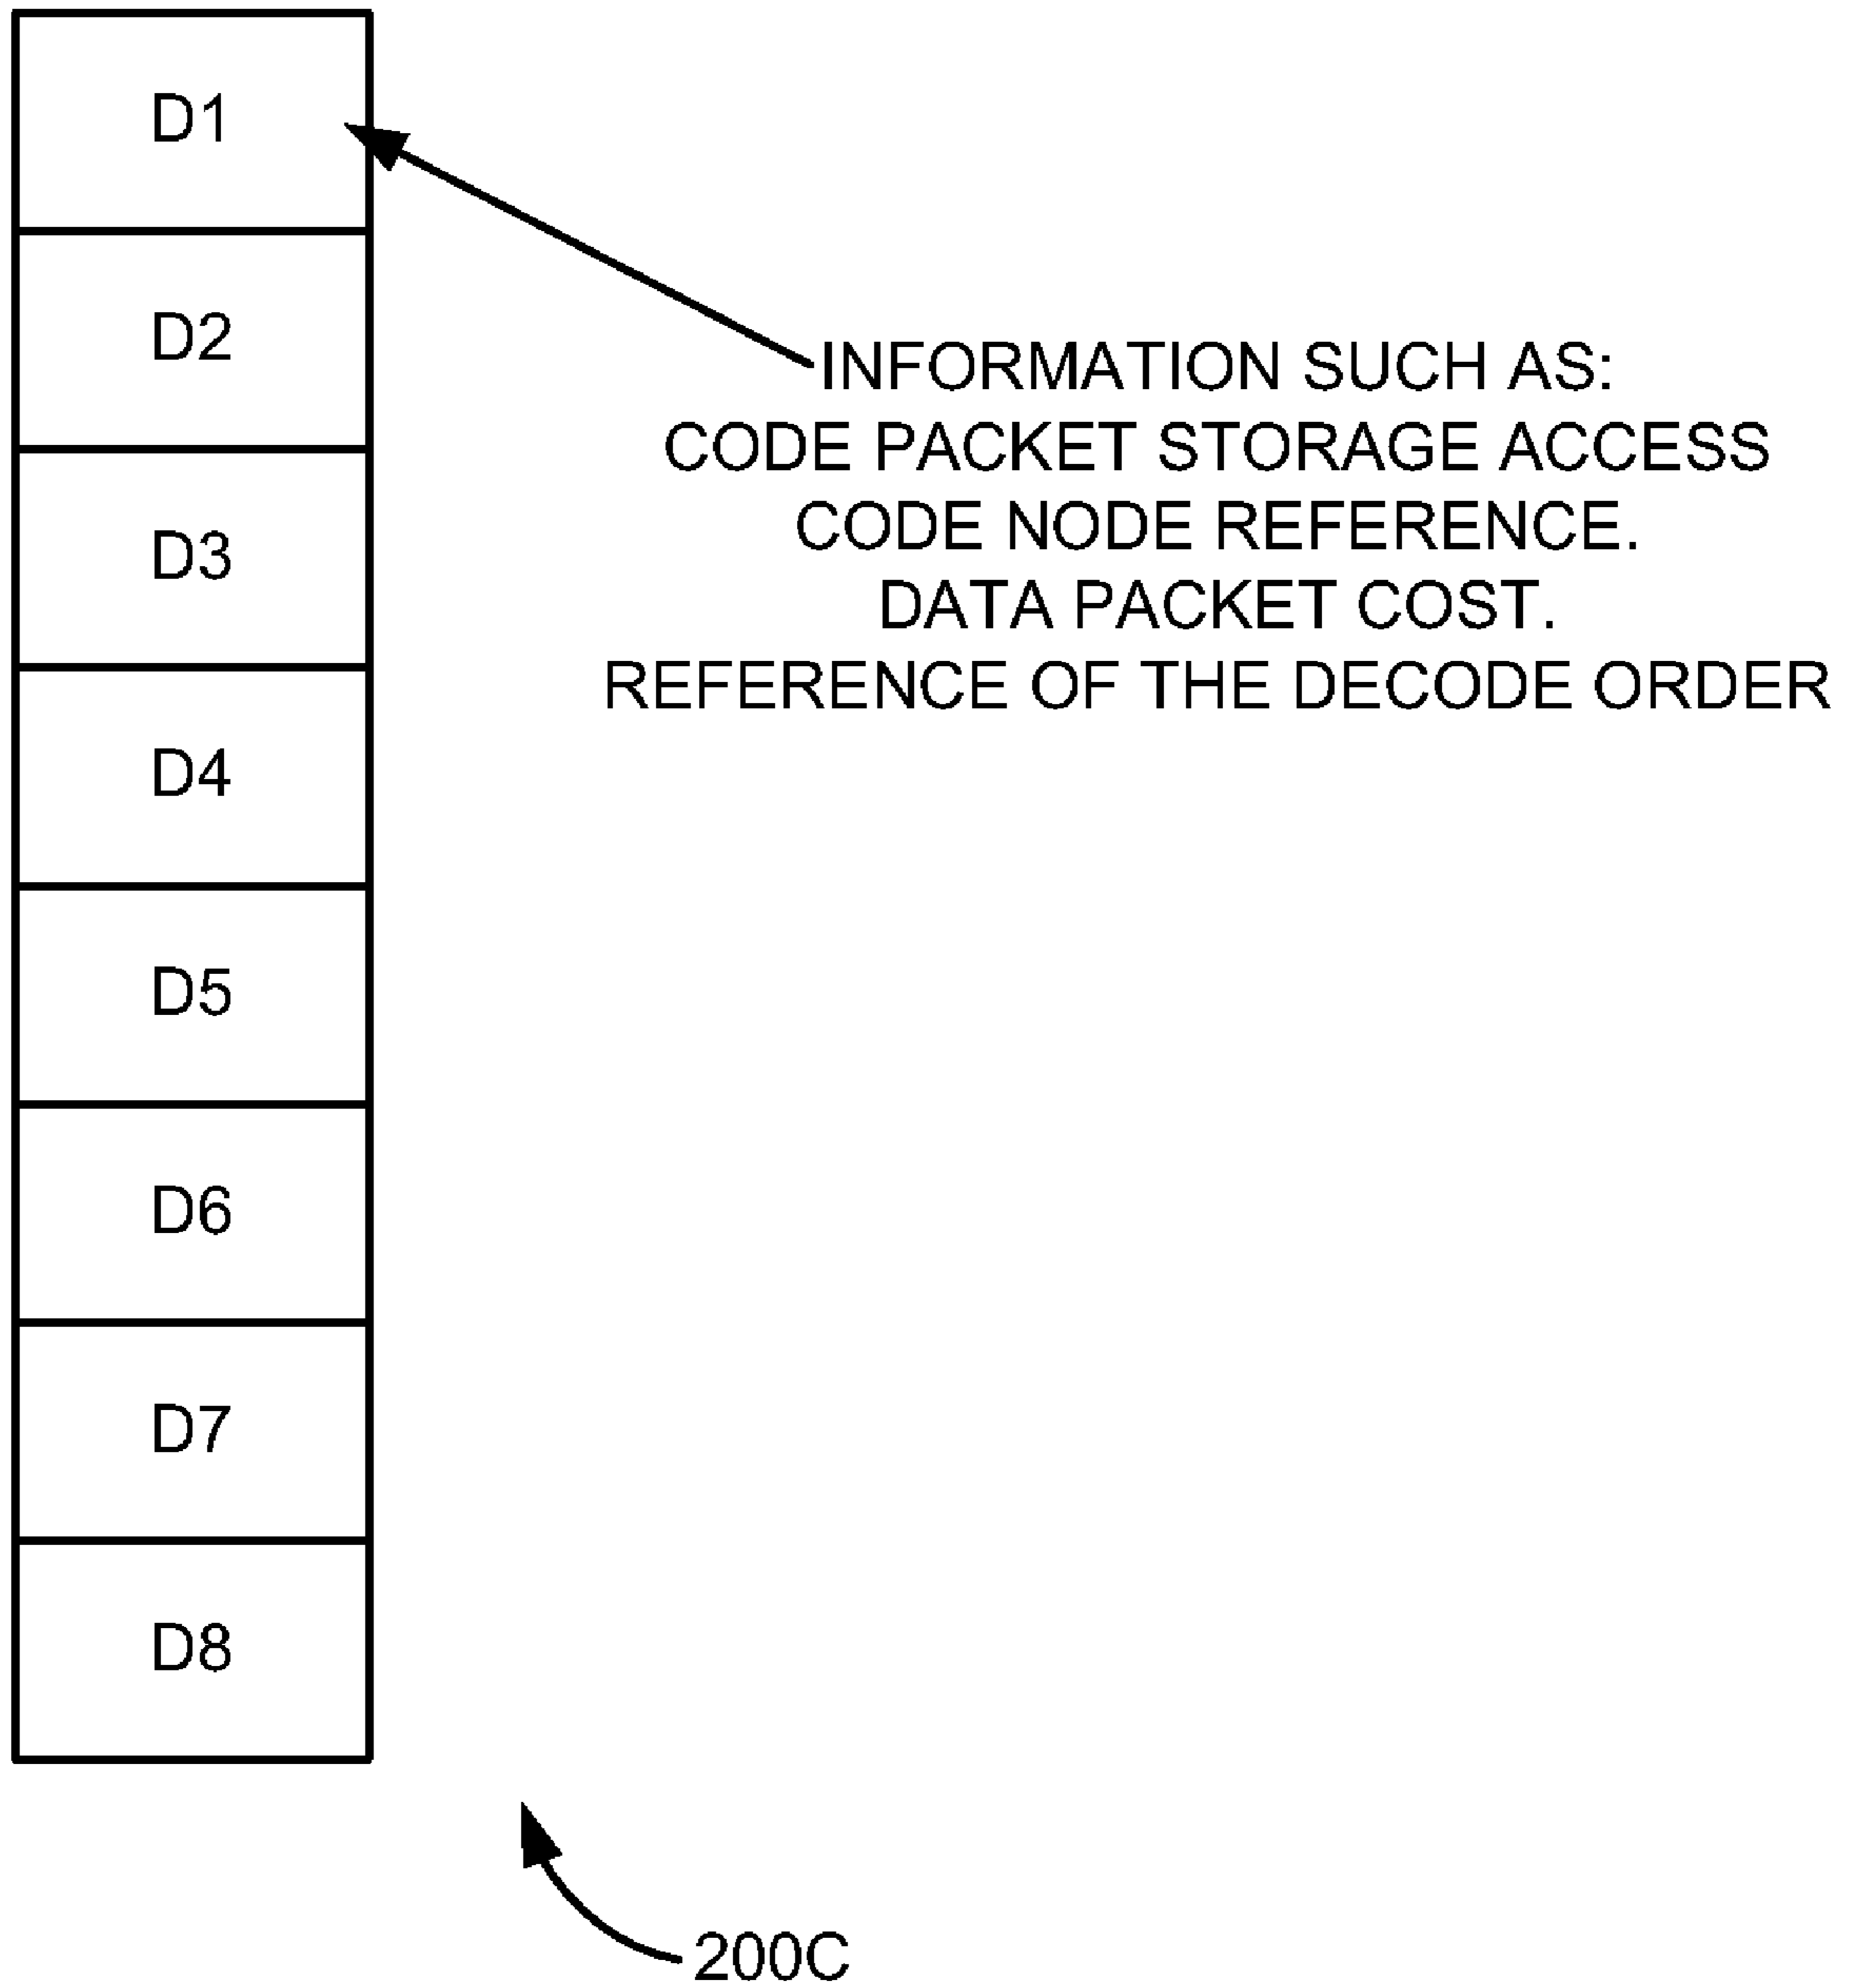 D1
D2
INFORMATION SUCH AS:
CODE PACKET STORAGE ACCESS
CODE NODE REFERENCE.
DATA PACKET COST.
REFERENCE OF THE DECODE ORDER
D3
D4
D5
D6
D7
D8
200C